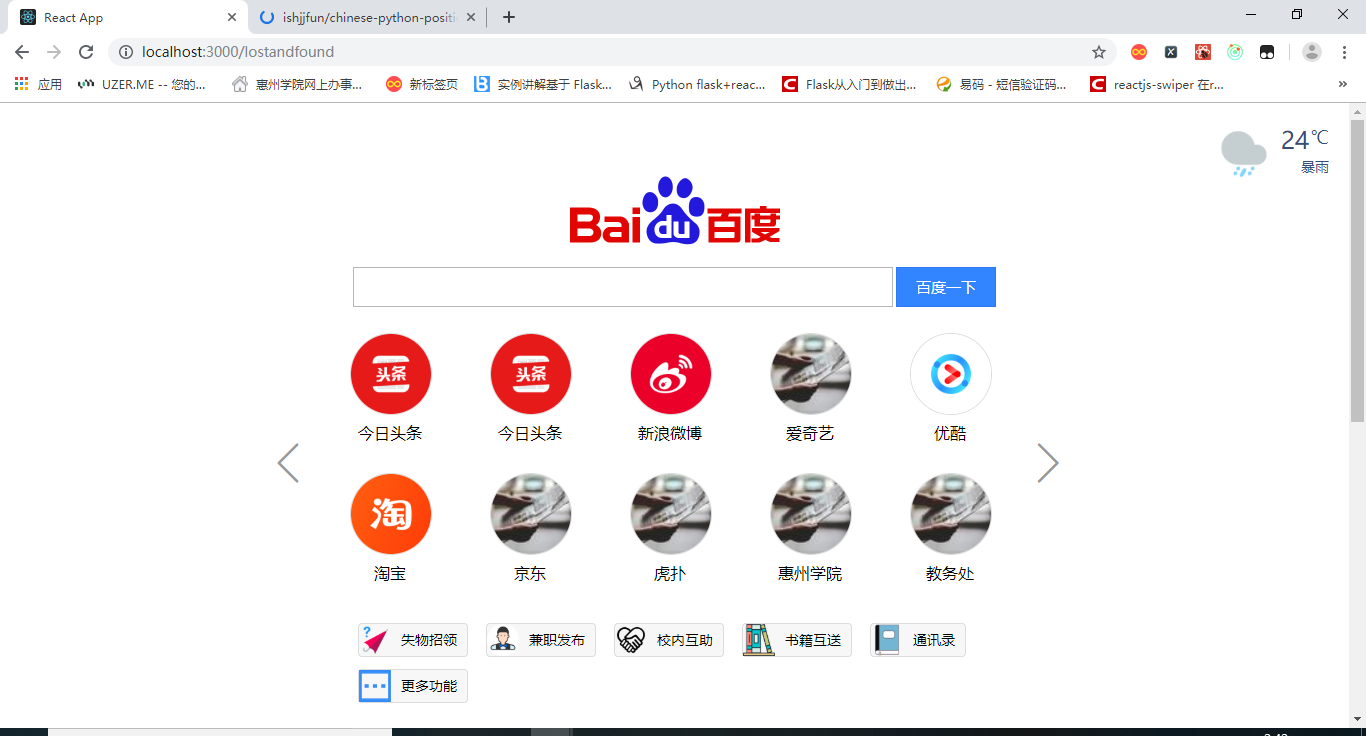 React App
ishjjfun/chinese-python-positi
localhost:3000/lostandfound
应用
UZER.ME -- 您的...
惠州学院网上办事...
新标签页
实例讲解基于 Flask...
Python flask+reac...
Flask从入门到做出...
易码 - 短信验证码...
reactjs-swiper 在r...
24℃
暴雨
Bai du 百度
百度一下
头条
头条
今日头条
今日头条
新浪微博
爱奇艺
优酷
淘
淘宝
京东
虎扑
惠州学院
教务处
失物招领
兼职发布
校内互助
书籍互送
通讯录
更多功能